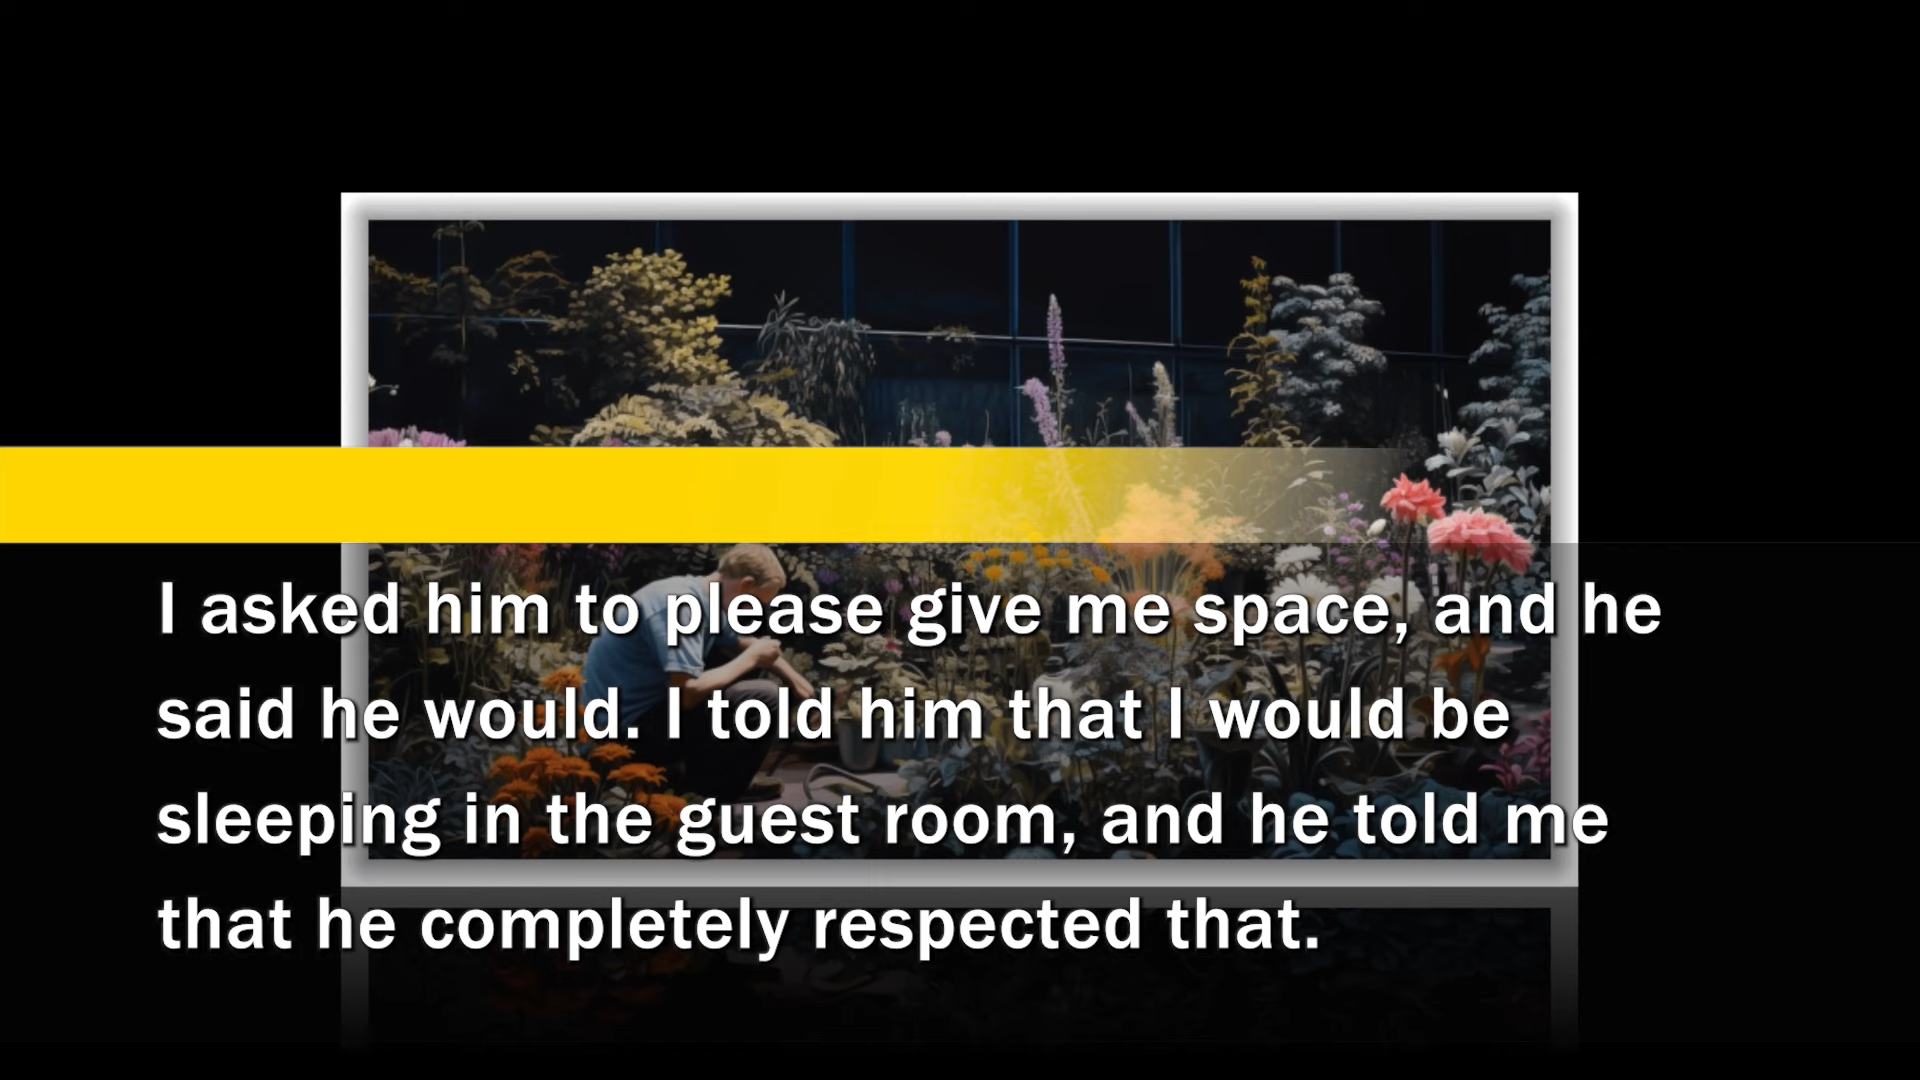 I asked him to please give me space, and he
said he would. I told him that I would be
sleeping in the guest room, and he told me
that he completely respected that.